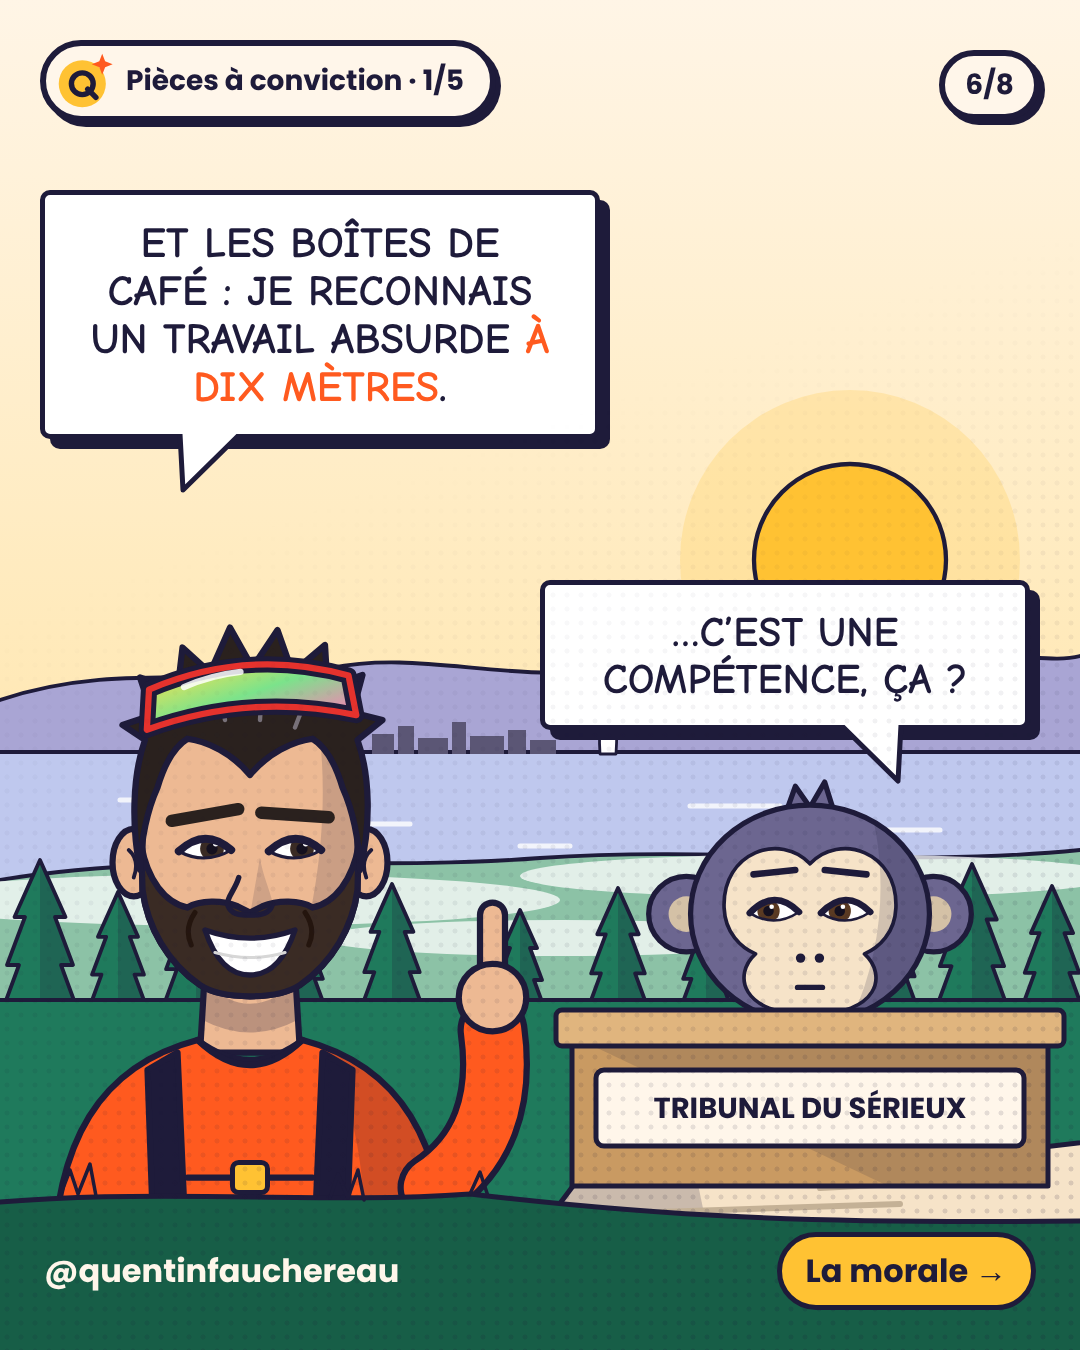 Q Pièces à conviction · 1/5
6/8
ET LES BOÎTES DE
CAFÉ : JE RECONNAIS
UN TRAVAIL ABSURDE À
DIX MÈTRES.
...C'EST UNE
COMPÉTENCE, ÇA ?
TRIBUNAL DU SÉRIEUX
@quentinfauchereau
La morale →